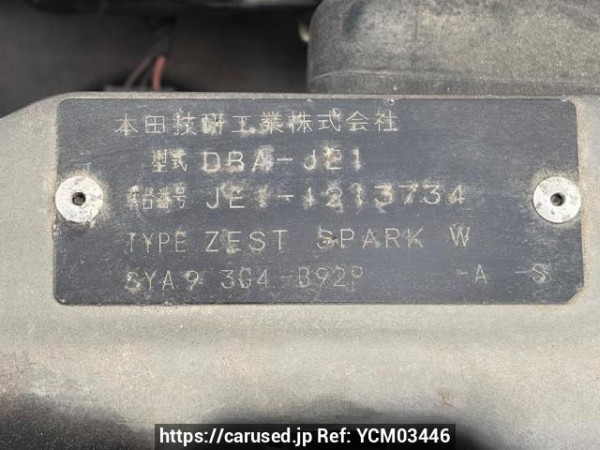 本田技研工業株式会社
型式 DBA-JE1
車台番号 JE1-1213734
TYPE ZEST SPARK W
SYA9 3G4-B92P -A -S
https://carused.jp Ref: YCM03446